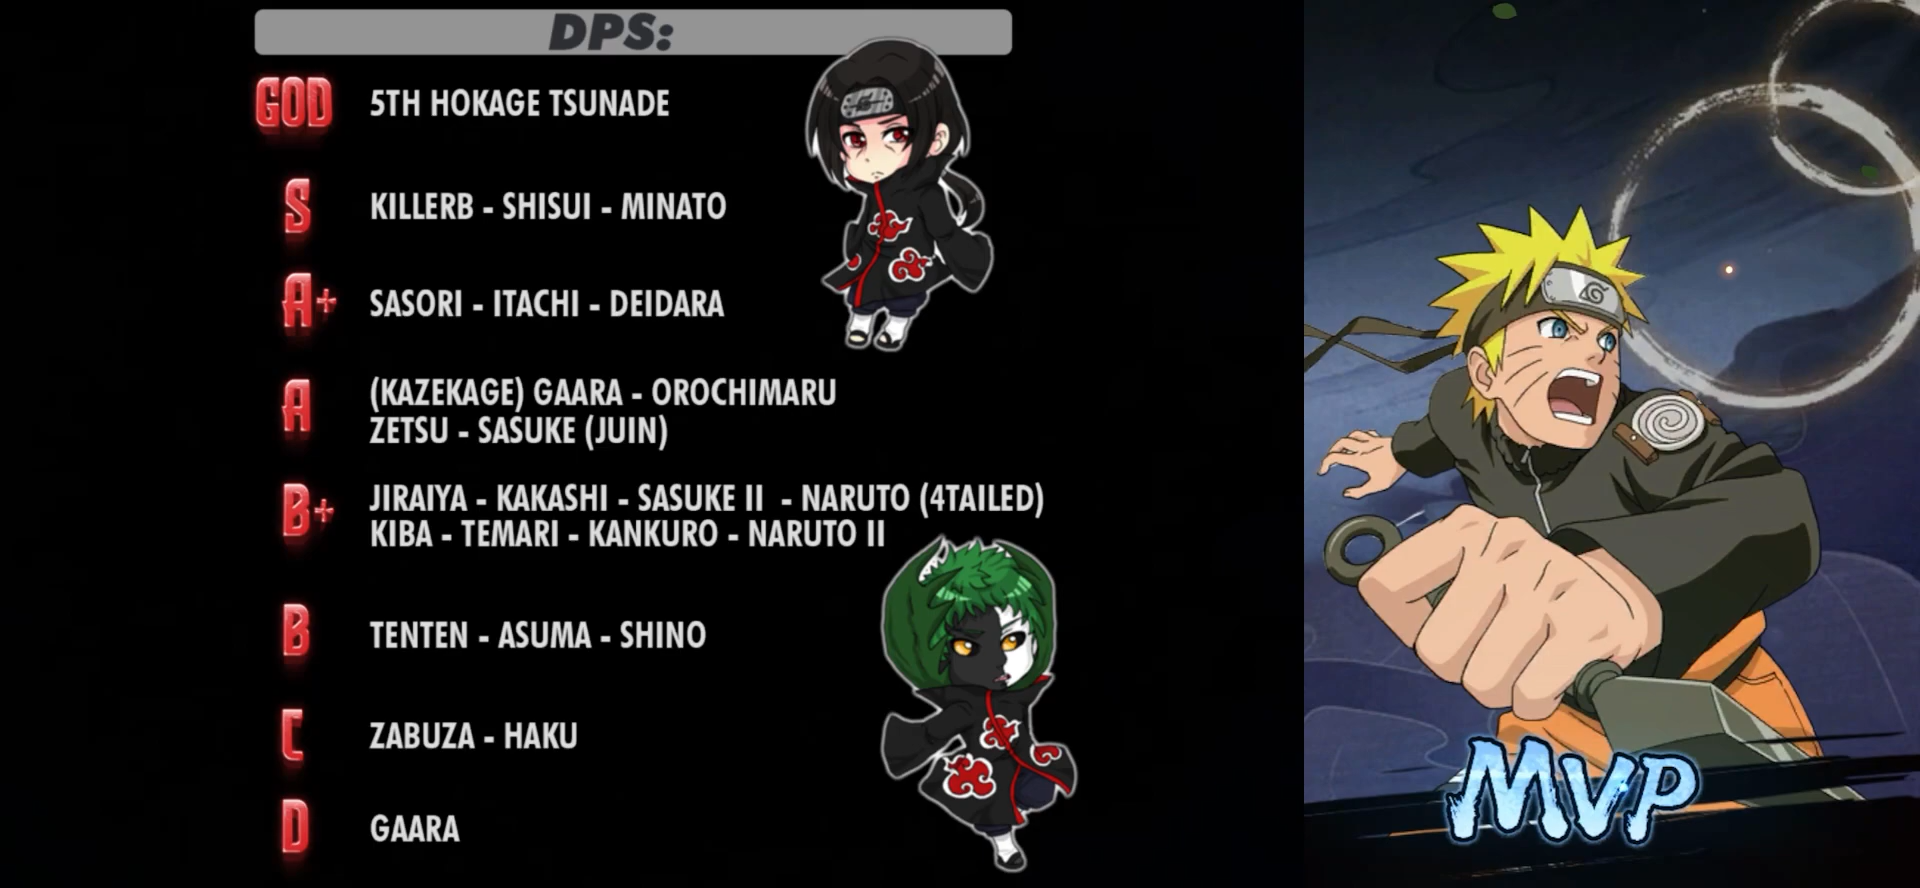 DPS:
GOD 5TH HOKAGE TSUNADE
S KILLERB - SHISUI - MINATO
A+ SASORI - ITACHI - DEIDARA
A (KAZEKAGE) GAARA - OROCHIMARU
ZETSU - SASUKE (JUIN)
B+ JIRAIYA - KAKASHI - SASUKE II - NARUTO (4TAILED)
KIBA - TEMARI - KANKURO - NARUTO II
B TENTEN - ASUMA - SHINO
C ZABUZA - HAKU
D GAARA
MVP